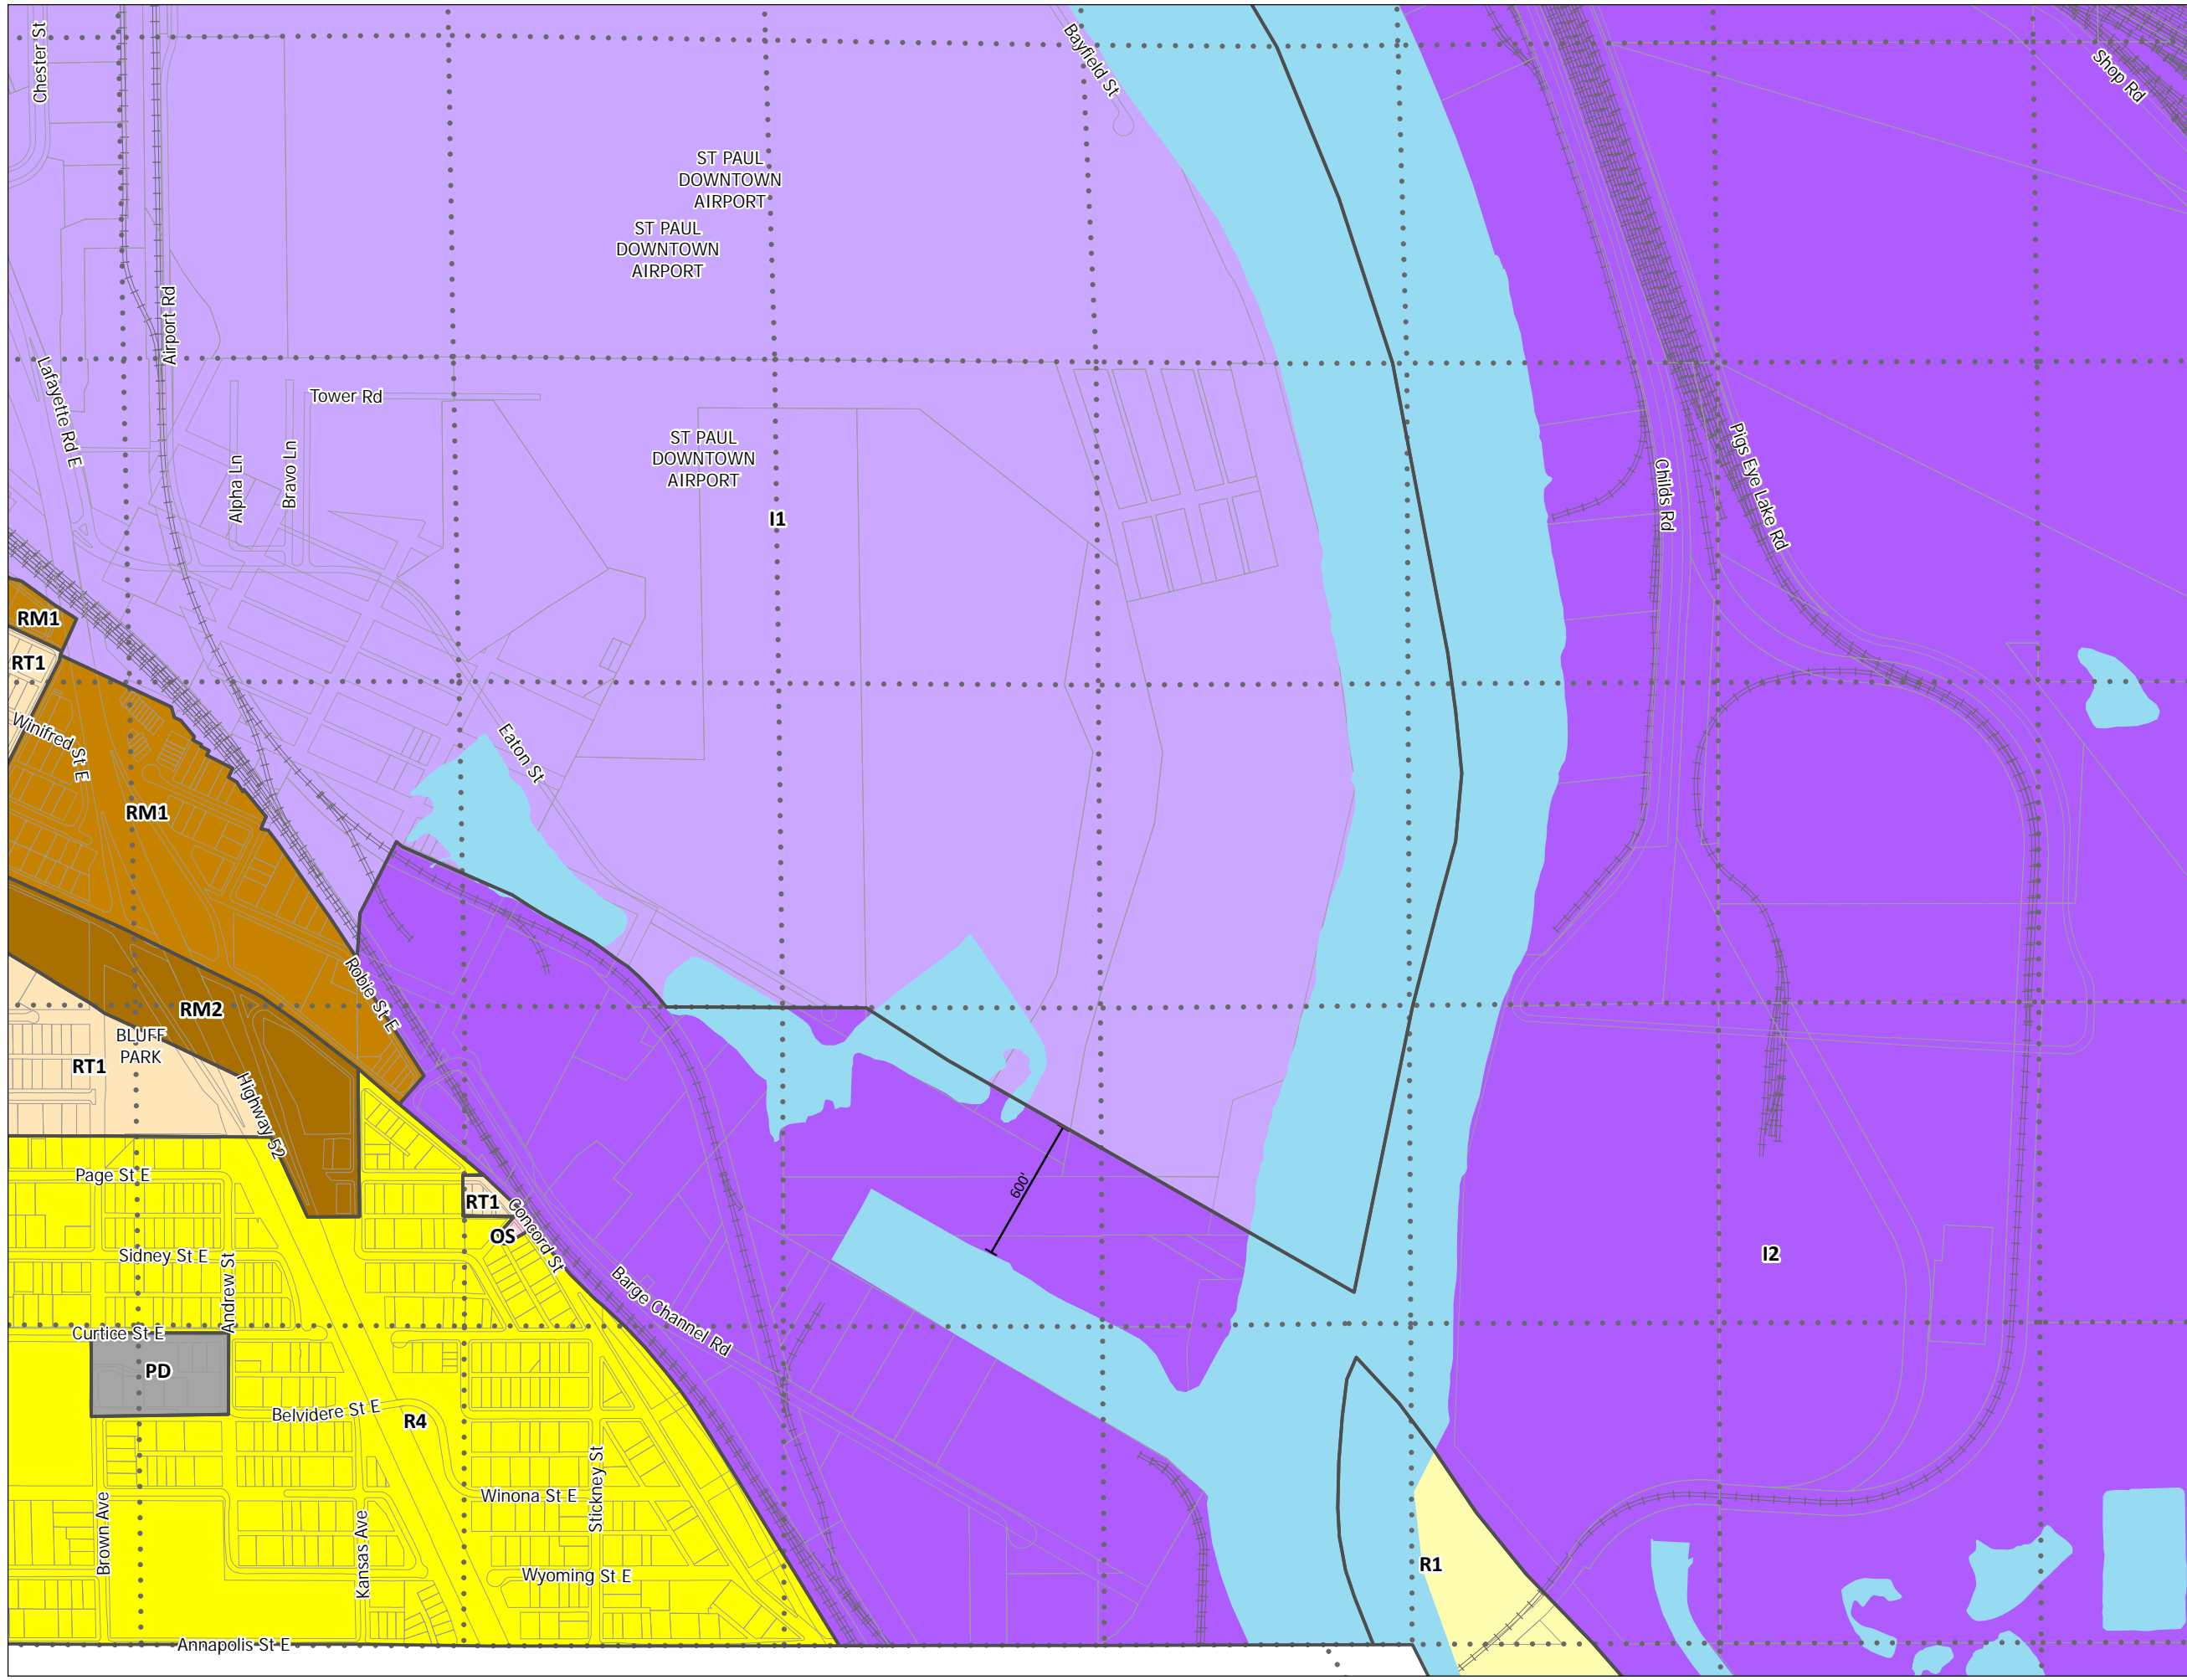 Chester St
Bayfield St
Shop Rd
ST PAUL
DOWNTOWN
AIRPORT
ST PAUL
DOWNTOWN
AIRPORT
Airport Rd
Lafayette Rd E
Tower Rd
ST PAUL
DOWNTOWN
AIRPORT
Alpha Ln
Bravo Ln
I1
Childs Rd
Pigs Eye Lake Rd
RM1
RT1
Winifred St E
Eaton St
RM1
Robie St E
RM2
BLUFF
PARK
RT1
Highway 52
Page St E
RT1
OS
Concord St
600'
Sidney St E
Andrew St
I2
Barge Channel Rd
Curtice St E
PD
Belvidere St E
R4
Stickney St
Winona St E
Brown Ave
Kansas Ave
R1
Wyoming St E
Annapolis St E